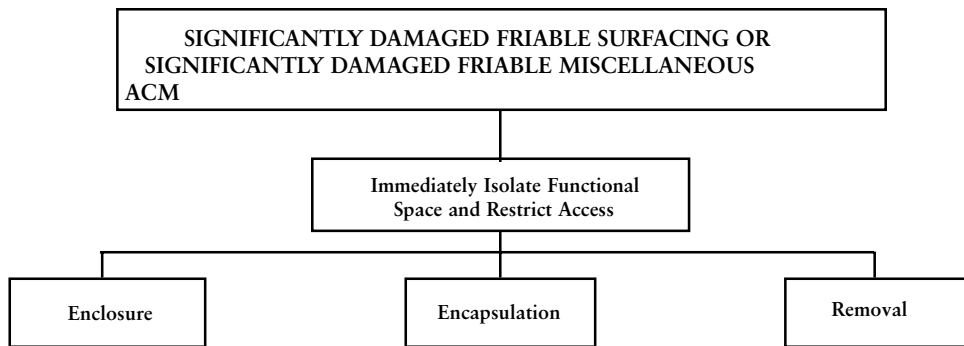 SIGNIFICANTLY DAMAGED FRIABLE SURFACING OR
SIGNIFICANTLY DAMAGED FRIABLE MISCELLANEOUS
ACM
Immediately Isolate Functional
Space and Restrict Access
Enclosure
Encapsulation
Removal